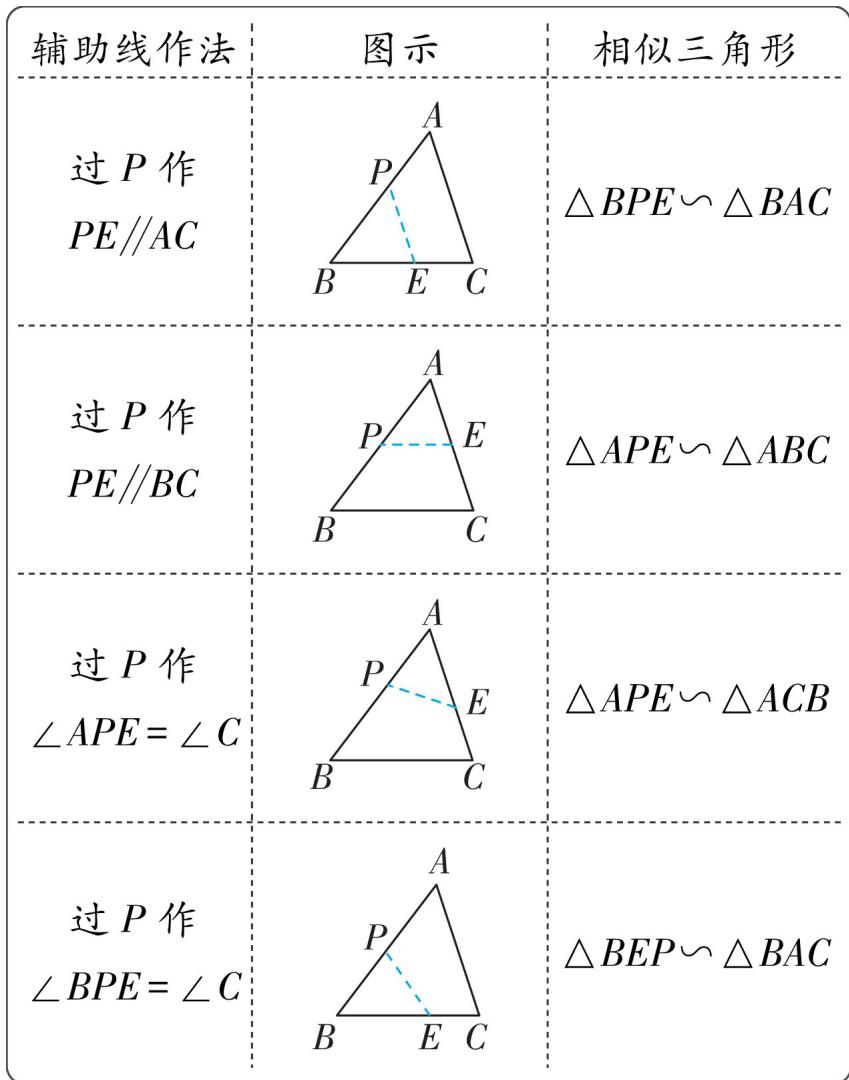 辅助线作法 图示 相似三角形
过 P 作
PE∥AC
A
P
B E C
△BPE∽△BAC
过 P 作
PE∥BC
A
P E
B C
△APE∽△ABC
过 P 作
∠APE=∠C
A
P
E
B C
△APE∽△ACB
过 P 作
∠BPE=∠C
A
P
B E C
△BEP∽△BAC